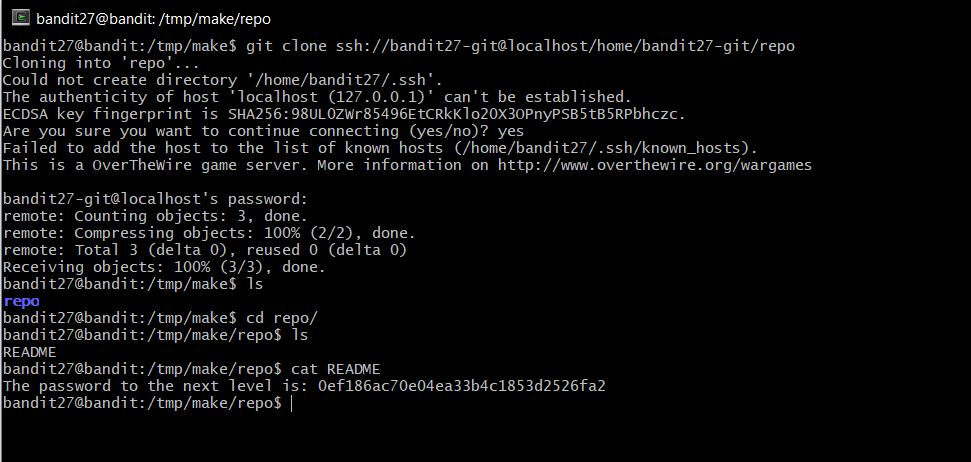 bandit27@bandit: /tmp/make/repo
bandit27@bandit:/tmp/make$ git clone ssh://bandit27-git@localhost/home/bandit27-git/repo
Cloning into 'repo'...
Could not create directory '/home/bandit27/.ssh'.
The authenticity of host 'localhost (127.0.0.1)' can't be established.
ECDSA key fingerprint is SHA256:98UL0ZWr85496EtCRkKlo20X3OPnyPSB5tB5RPbhczc.
Are you sure you want to continue connecting (yes/no)? yes
Failed to add the host to the list of known hosts (/home/bandit27/.ssh/known_hosts).
This is a OverTheWire game server. More information on http://www.overthewire.org/wargames
bandit27-git@localhost's password:
remote: Counting objects: 3, done.
remote: Compressing objects: 100% (2/2), done.
remote: Total 3 (delta 0), reused 0 (delta 0)
Receiving objects: 100% (3/3), done.
bandit27@bandit:/tmp/make$ ls
repo
bandit27@bandit:/tmp/make$ cd repo/
bandit27@bandit:/tmp/make/repo$ ls
README
bandit27@bandit:/tmp/make/repo$ cat README
The password to the next level is: 0ef186ac70e04ea33b4c1853d2526fa2
bandit27@bandit:/tmp/make/repo$